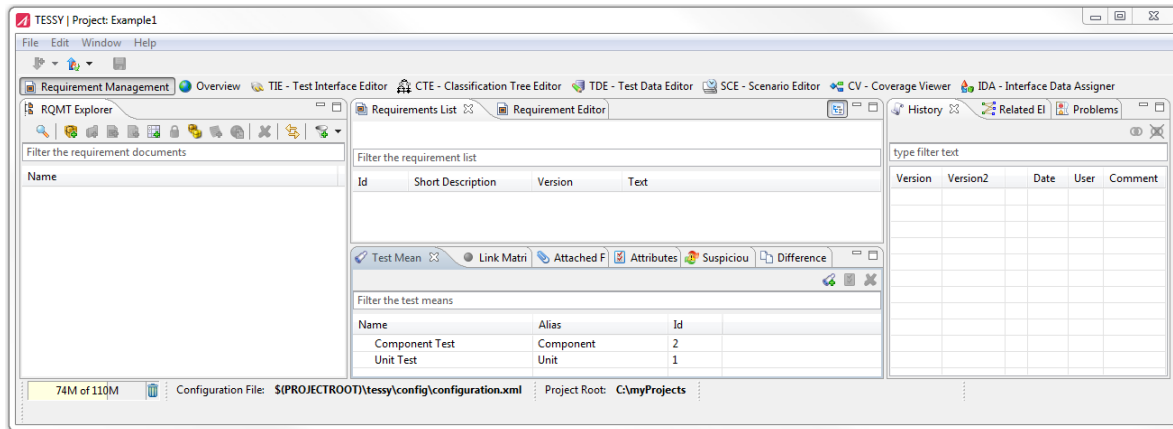 TESSY | Project: Example1
File Edit Window Help
Requirement Management Overview TIE - Test Interface Editor CTE - Classification Tree Editor TDE - Test Data Editor SCE - Scenario Editor CV - Coverage Viewer IDA - Interface Data Assigner
RQMT Explorer
Filter the requirement documents
Name
Requirements List Requirement Editor
Filter the requirement list
Id Short Description Version Text
Test Mean Link Matri Attached F Attributes Suspiciou Difference
Filter the test means
Name Alias Id
Component Test Component 2
Unit Test Unit 1
History Related El Problems
type filter text
Version Version2 Date User Comment
74M of 110M Configuration File: $(PROJECTROOT)\tessy\config\configuration.xml Project Root: C:\myProjects